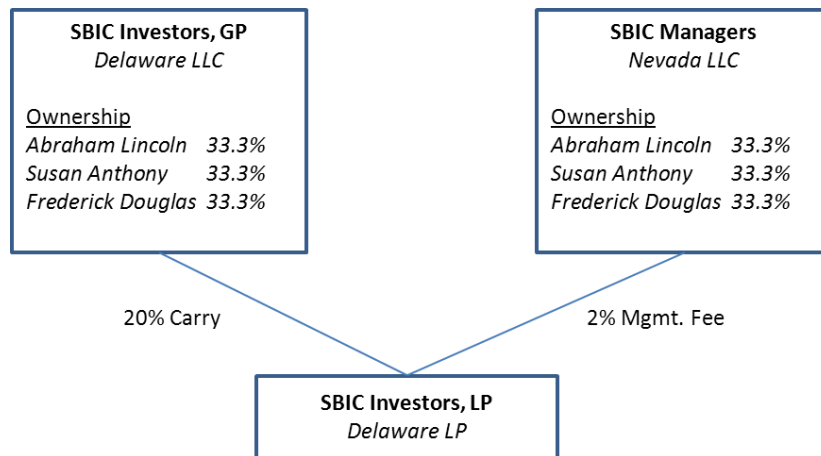 SBIC Investors, GP
Delaware LLC
Ownership
Abraham Lincoln 33.3%
Susan Anthony 33.3%
Frederick Douglas 33.3%
SBIC Managers
Nevada LLC
Ownership
Abraham Lincoln 33.3%
Susan Anthony 33.3%
Frederick Douglas 33.3%
20% Carry
2% Mgmt. Fee
SBIC Investors, LP
Delaware LP